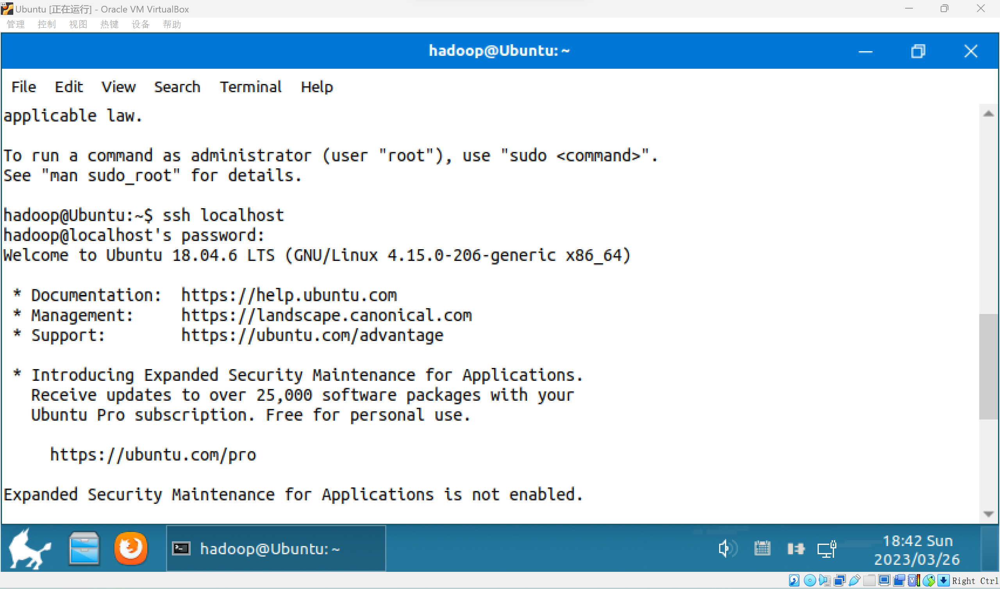 Ubuntu [正在运行] - Oracle VM VirtualBox
管理 控制 视图 热键 设备 帮助
hadoop@Ubuntu: ~
File Edit View Search Terminal Help
applicable law.
To run a command as administrator (user "root"), use "sudo <command>".
See "man sudo_root" for details.
hadoop@Ubuntu:~$ ssh localhost
hadoop@localhost's password:
Welcome to Ubuntu 18.04.6 LTS (GNU/Linux 4.15.0-206-generic x86_64)
* Documentation: https://help.ubuntu.com
* Management: https://landscape.canonical.com
* Support: https://ubuntu.com/advantage
* Introducing Expanded Security Maintenance for Applications.
Receive updates to over 25,000 software packages with your
Ubuntu Pro subscription. Free for personal use.
https://ubuntu.com/pro
Expanded Security Maintenance for Applications is not enabled.
hadoop@Ubuntu: ~
18:42 Sun
2023/03/26
Right Ctrl